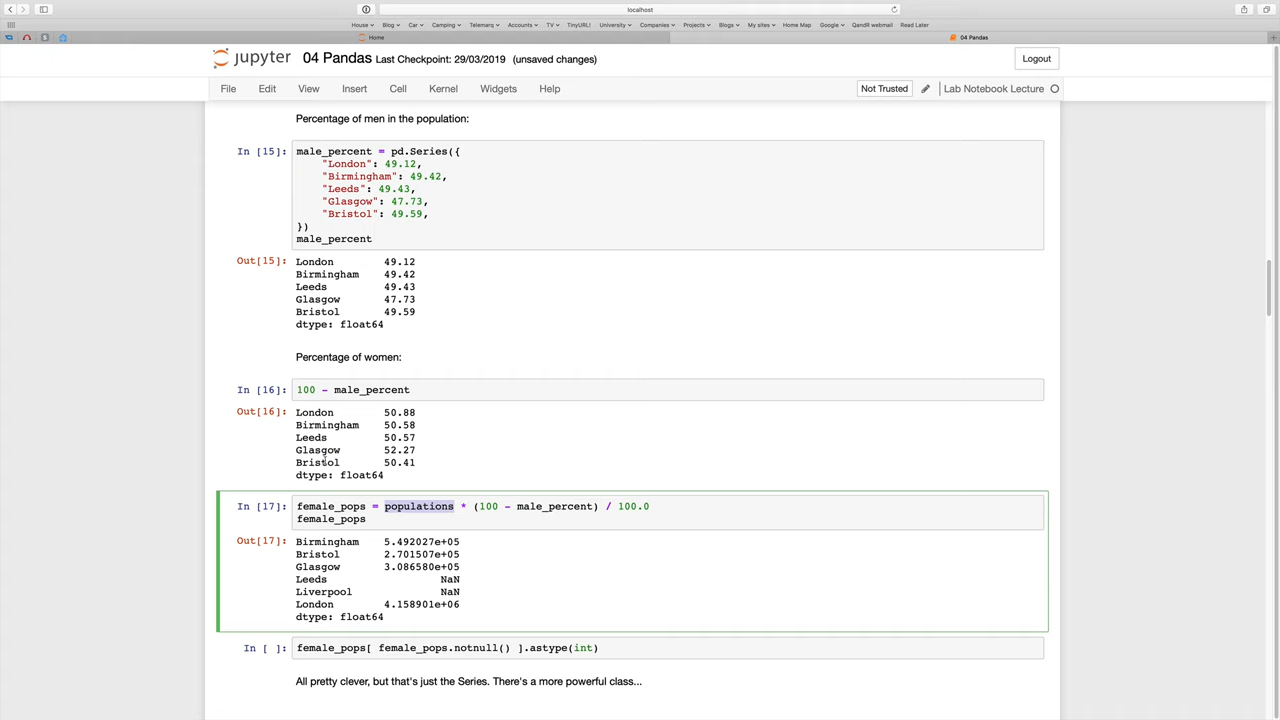 localhost
House Blog Car Camping Telemarq Accounts TV TinyURL! University Companies Projects Blogs My sites Home Map Google QandR webmail Read Later
Home
04 Pandas
jupyter 04 Pandas Last Checkpoint: 29/03/2019 (unsaved changes)
Logout
File Edit View Insert Cell Kernel Widgets Help
Not Trusted
Lab Notebook Lecture
Percentage of men in the population:
In [15]: male_percent = pd.Series({
"London": 49.12,
"Birmingham": 49.42,
"Leeds": 49.43,
"Glasgow": 47.73,
"Bristol": 49.59,
})
male_percent
Out[15]: London 49.12
Birmingham 49.42
Leeds 49.43
Glasgow 47.73
Bristol 49.59
dtype: float64
Percentage of women:
In [16]: 100 - male_percent
Out[16]: London 50.88
Birmingham 50.58
Leeds 50.57
Glasgow 52.27
Bristol 50.41
dtype: float64
In [17]: female_pops = populations * (100 - male_percent) / 100.0
female_pops
Out[17]: Birmingham 5.492027e+05
Bristol 2.701507e+05
Glasgow 3.086580e+05
Leeds NaN
Liverpool NaN
London 4.158901e+06
dtype: float64
In [ ]: female_pops[ female_pops.notnull() ].astype(int)
All pretty clever, but that's just the Series. There's a more powerful class...